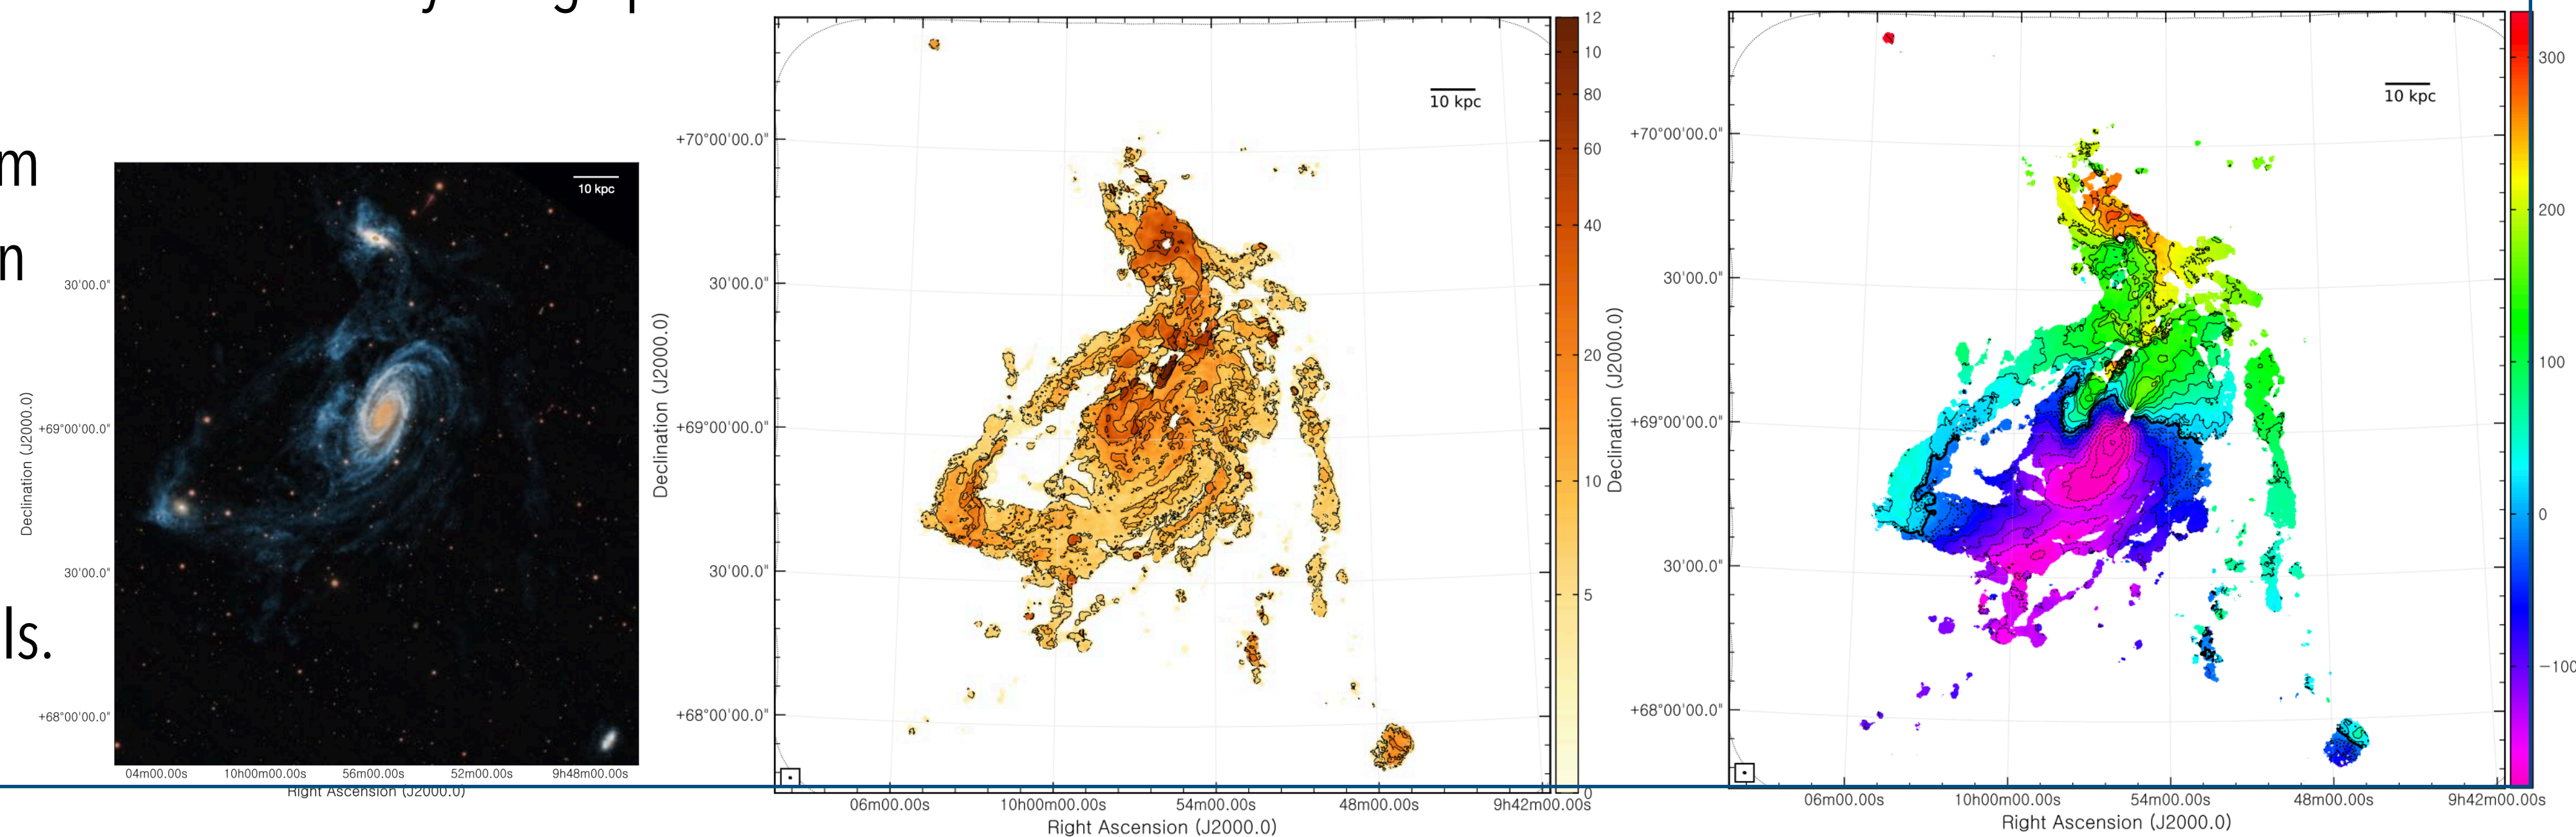 m
n
ls.
10 kpc
30'00.0"
+69°00'00.0"
30'00.0"
+68°00'00.0"
Declination (J2000.0)
04m00.00s 10h00m00.00s 56m00.00s 52m00.00s 9h48m00.00s
Right Ascension (J2000.0)
10 kpc
+70°00'00.0"
30'00.0"
+69°00'00.0"
30'00.0"
+68°00'00.0"
Declination (J2000.0)
06m00.00s 10h00m00.00s 54m00.00s 48m00.00s 9h42m00.00s
Right Ascension (J2000.0)
12
10
80
60
40
20
10
5
0
10 kpc
+70°00'00.0"
30'00.0"
+69°00'00.0"
30'00.0"
+68°00'00.0"
Declination (J2000.0)
06m00.00s 10h00m00.00s 54m00.00s 48m00.00s 9h42m00.00s
Right Ascension (J2000.0)
300
200
100
0
−100